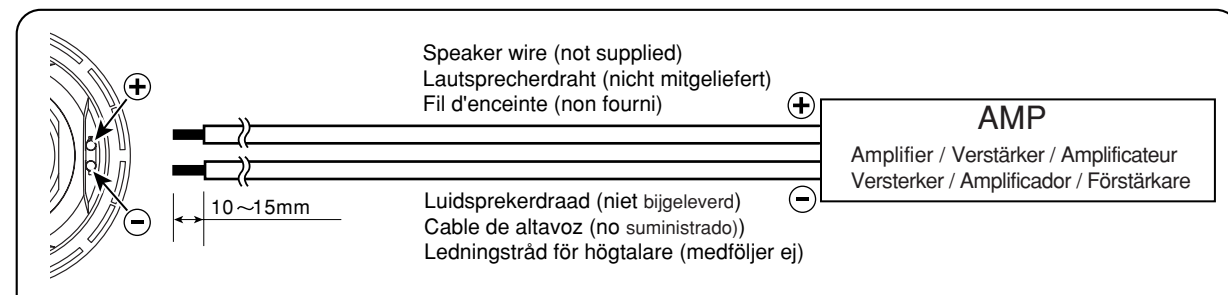 Speaker wire (not supplied)
Lautsprecherdraht (nicht mitgeliefert)
Fil d'enceinte (non fourni)
+
+
AMP
Amplifier / Verstärker / Amplificateur
Versterker / Amplificador / Förstärkare
−
−
10~15mm
Luidsprekerdraad (niet bijgeleverd)
Cable de altavoz (no suministrado))
Ledningstråd för högtalare (medföljer ej)